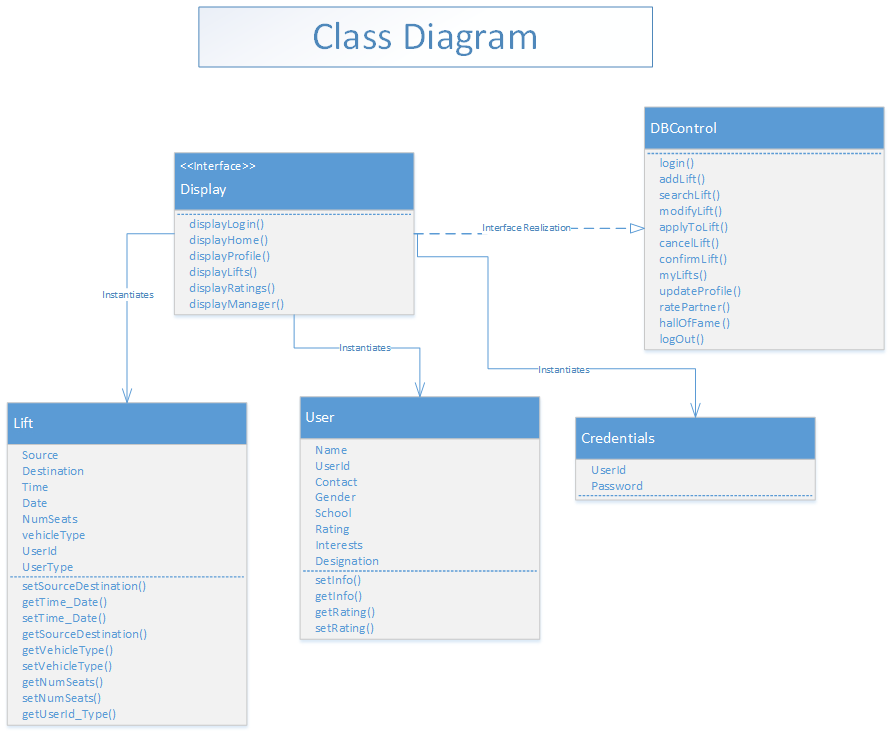 Class Diagram
<<Interface>>
Display
displayLogin()
displayHome()
displayProfile()
displayLifts()
displayRatings()
displayManager()
Interface Realization
DBControl
login()
addLift()
searchLift()
modifyLift()
applyToLift()
cancelLift()
confirmLift()
myLifts()
updateProfile()
ratePartner()
hallOfFame()
logOut()
Instantiates
Instantiates
Instantiates
Lift
Source
Destination
Time
Date
NumSeats
vehicleType
UserId
UserType
setSourceDestination()
getTime_Date()
setTime_Date()
getSourceDestination()
getVehicleType()
setVehicleType()
getNumSeats()
setNumSeats()
getUserId_Type()
User
Name
UserId
Contact
Gender
School
Rating
Interests
Designation
setInfo()
getInfo()
getRating()
setRating()
Credentials
UserId
Password